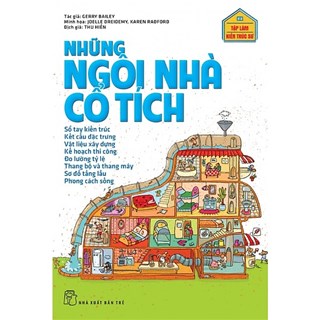 Tác giả: GERRY BAILEY
Minh họa: JOELLE DREIDEMY, KAREN RADFORD
Dịch giả: THU HIỀN
TẬP LÀM
KIẾN TRÚC SƯ
NHỮNG
NGÔI NHÀ
CỔ TÍCH
Sổ tay kiến trúc
Kết cấu đặc trưng
Vật liệu xây dựng
Kế hoạch thi công
Đo lường tỷ lệ
Thang bộ và thang máy
Sơ đồ tầng lầu
Phong cách sống
NHÀ XUẤT BẢN TRẺ